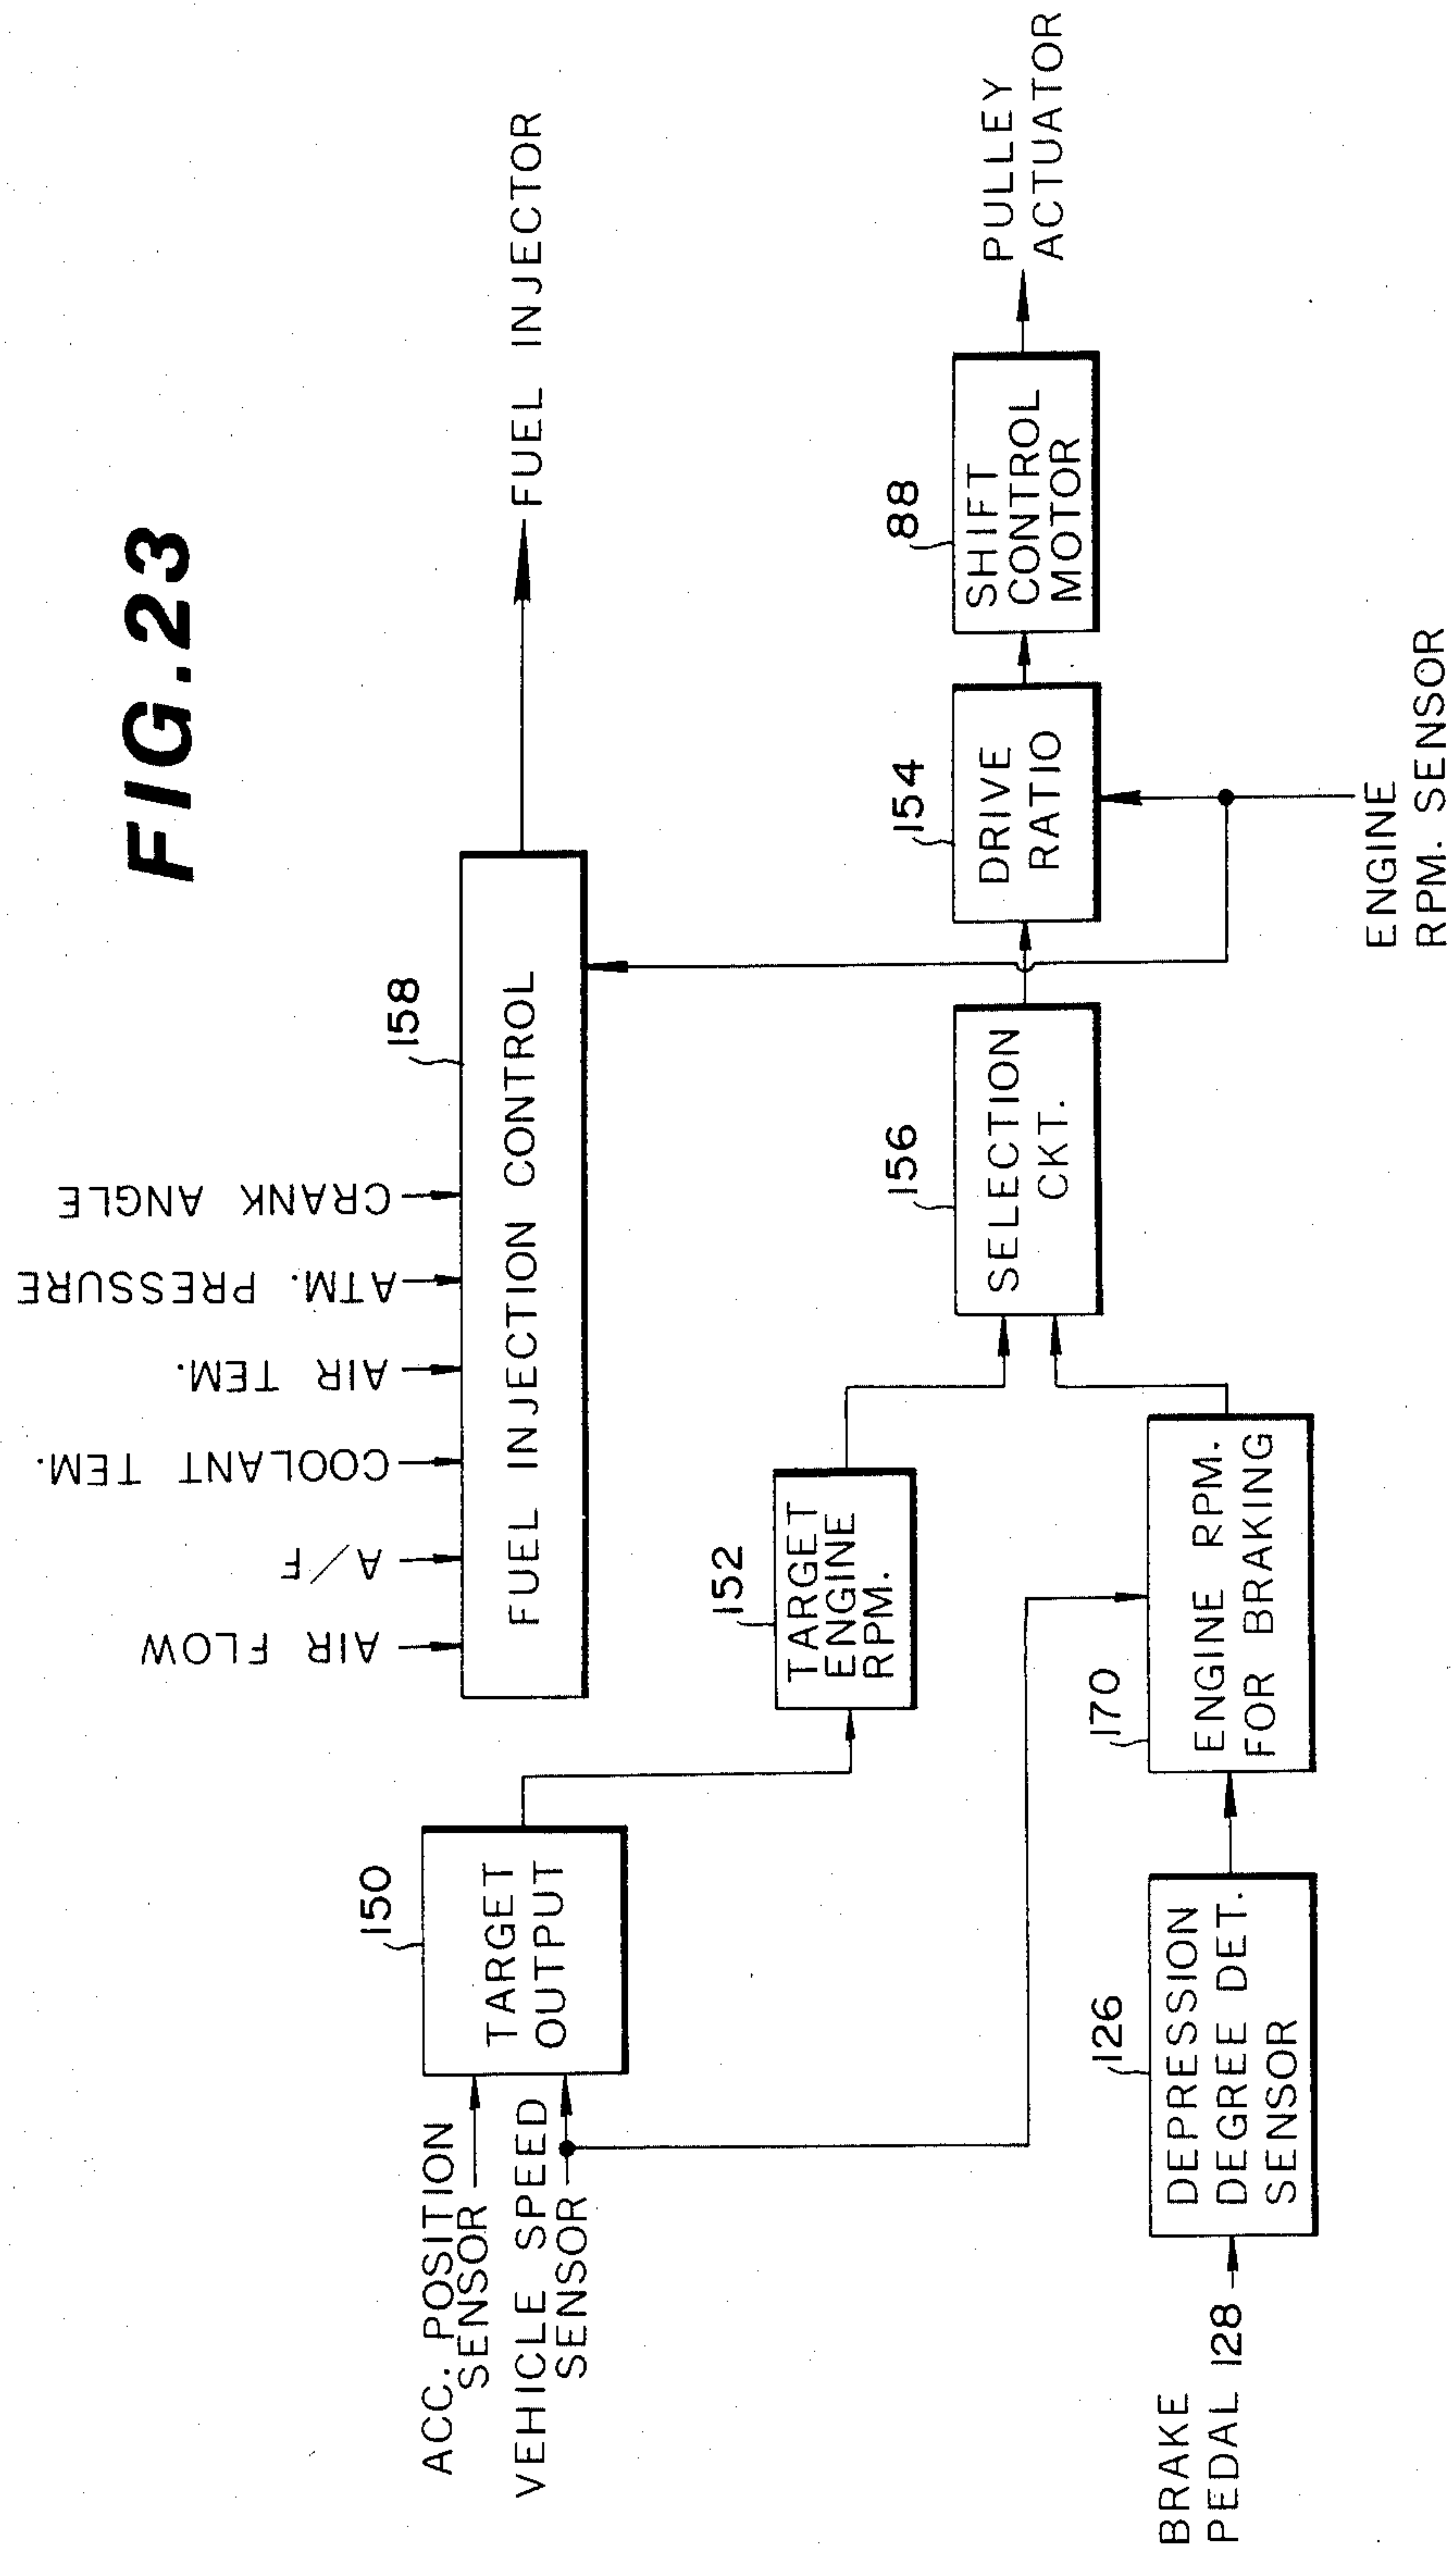 FIG.23
CRANK ANGLE
ATM. PRESSURE
AIR TEM.
COOLANT TEM.
A/F
AIR FLOW
158
FUEL INJECTION CONTROL
FUEL INJECTOR
ACC. POSITION
SENSOR
VEHICLE SPEED
SENSOR
150
TARGET
OUTPUT
152
TARGET
ENGINE
RPM.
156
SELECTION
CKT.
154
DRIVE
RATIO
88
SHIFT
CONTROL
MOTOR
PULLEY
ACTUATOR
BRAKE
PEDAL 128
126
DEPRESSION
DEGREE DET.
SENSOR
170
ENGINE RPM.
FOR BRAKING
ENGINE
RPM. SENSOR